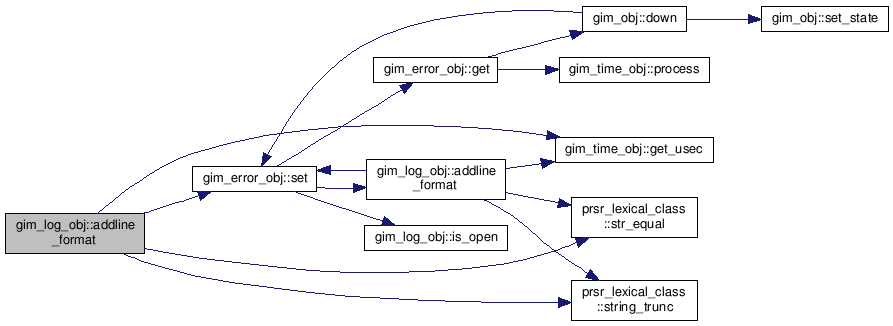 gim_obj::down
gim_obj::set_state
gim_error_obj::get
gim_time_obj::process
gim_time_obj::get_usec
gim_error_obj::set
gim_log_obj::addline
_format
prsr_lexical_class
::str_equal
gim_log_obj::addline
_format
gim_log_obj::is_open
prsr_lexical_class
::string_trunc